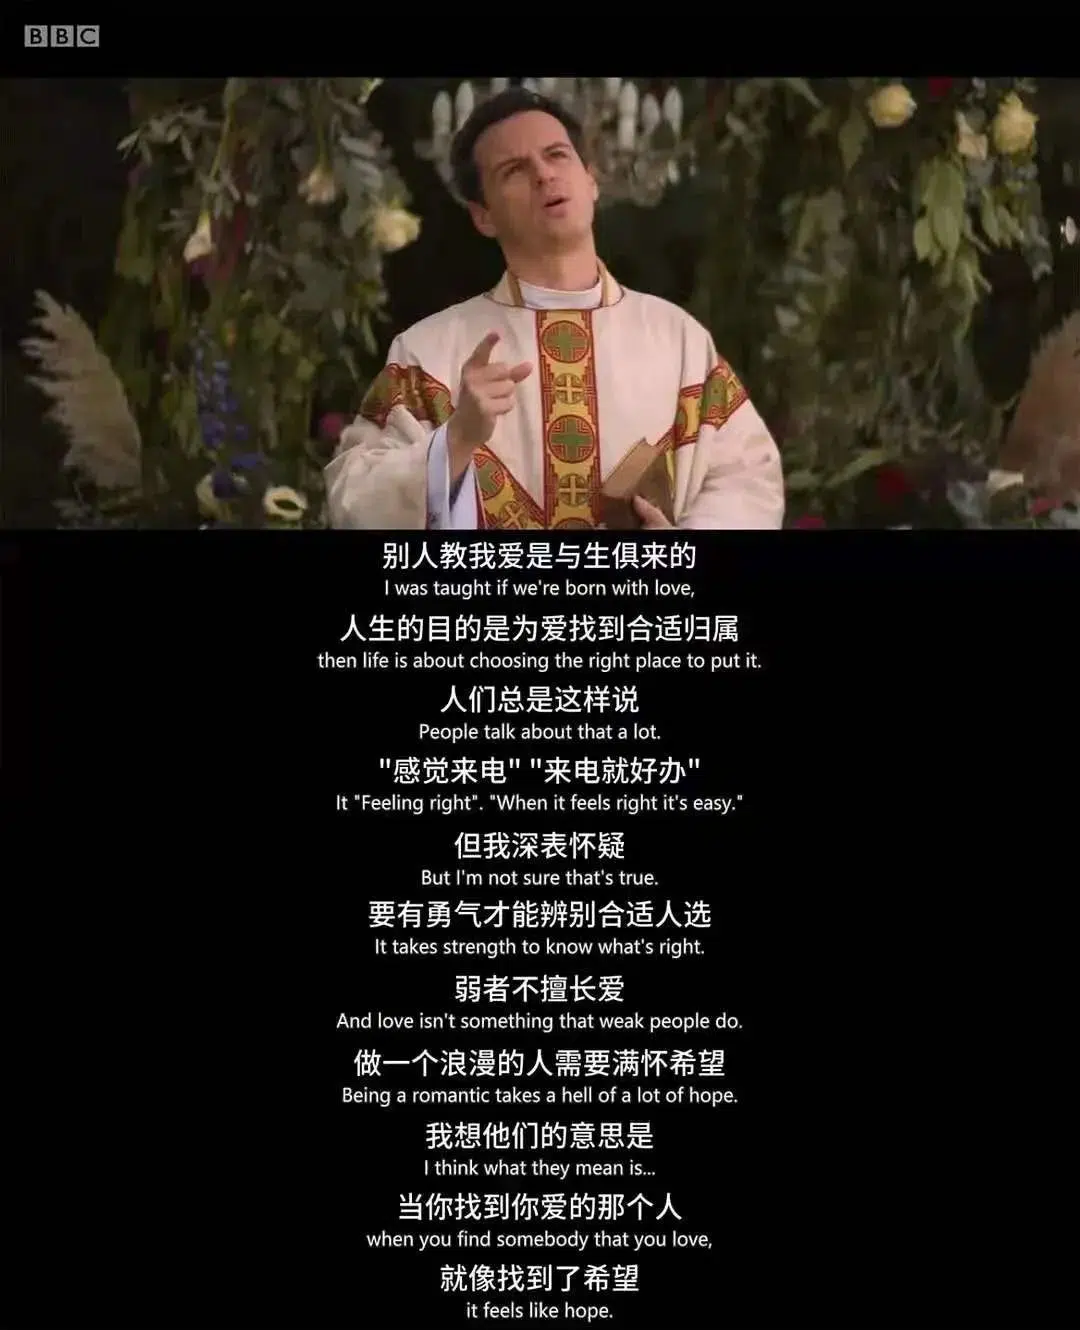 BBC
别人教我爱是与生俱来的
I was taught if we're born with love,
人生的目的是为爱找到合适归属
then life is about choosing the right place to put it.
人们总是这样说
People talk about that a lot.
"感觉来电" "来电就好办"
It "Feeling right". "When it feels right it's easy."
但我深表怀疑
But I'm not sure that's true.
要有勇气才能辨别合适人选
It takes strength to know what's right.
弱者不擅长爱
And love isn't something that weak people do.
做一个浪漫的人需要满怀希望
Being a romantic takes a hell of a lot of hope.
我想他们的意思是
I think what they mean is...
当你找到你爱的那个人
when you find somebody that you love,
就像找到了希望
it feels like hope.